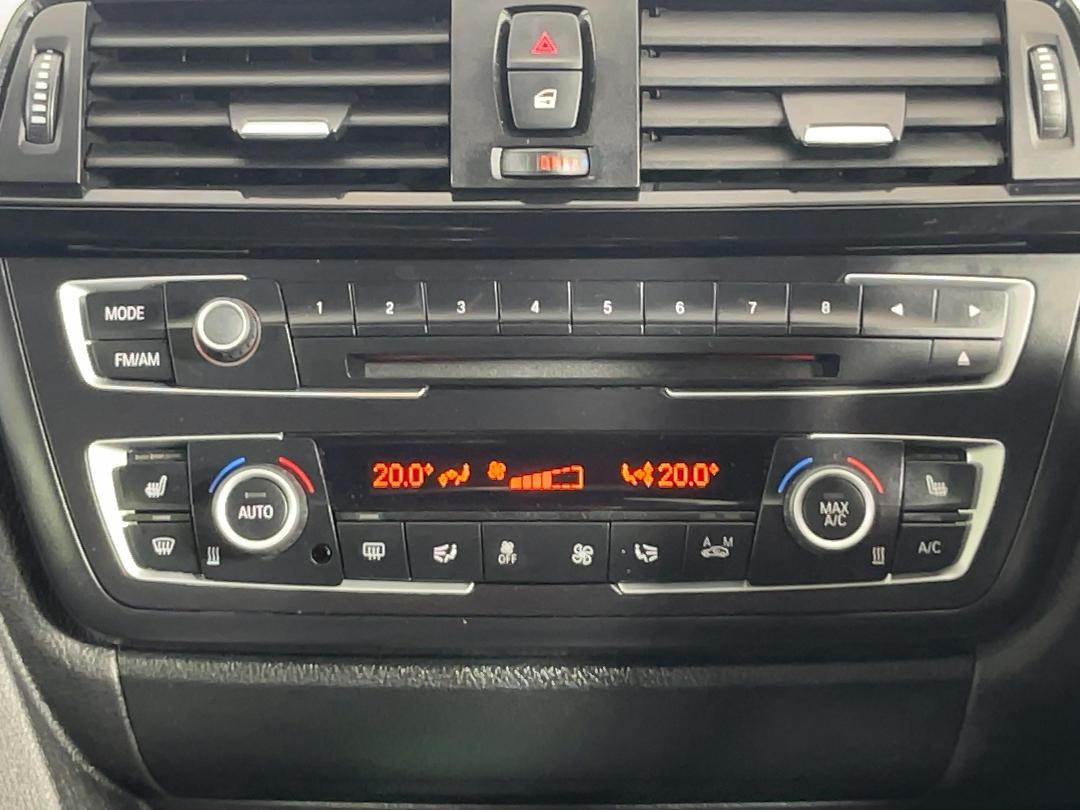 MODE 1 2 3 4 5 6 7 8
FM/AM
20.0° 20.0°
AUTO
MAX
A/C
A M
OFF
A/C